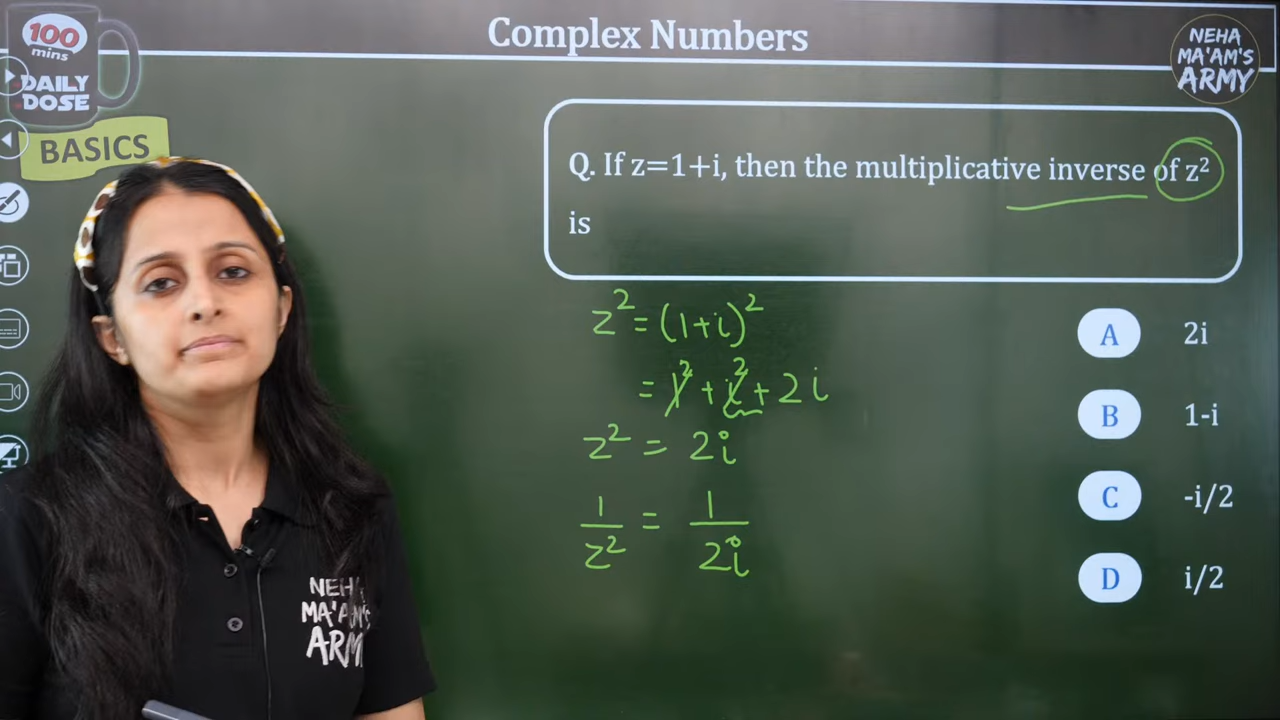 100
mins
DAILY
DOSE
BASICS
Complex Numbers
NEHA
MA'AM'S
ARMY
Q. If z=1+i, then the multiplicative inverse of z²
is
z² = (1+i)²
= 1² + i² + 2i
z² = 2i
1/z² = 1/2i
A 2i
B 1-i
C -i/2
D i/2
NEHA
MA'AM'S
ARMY